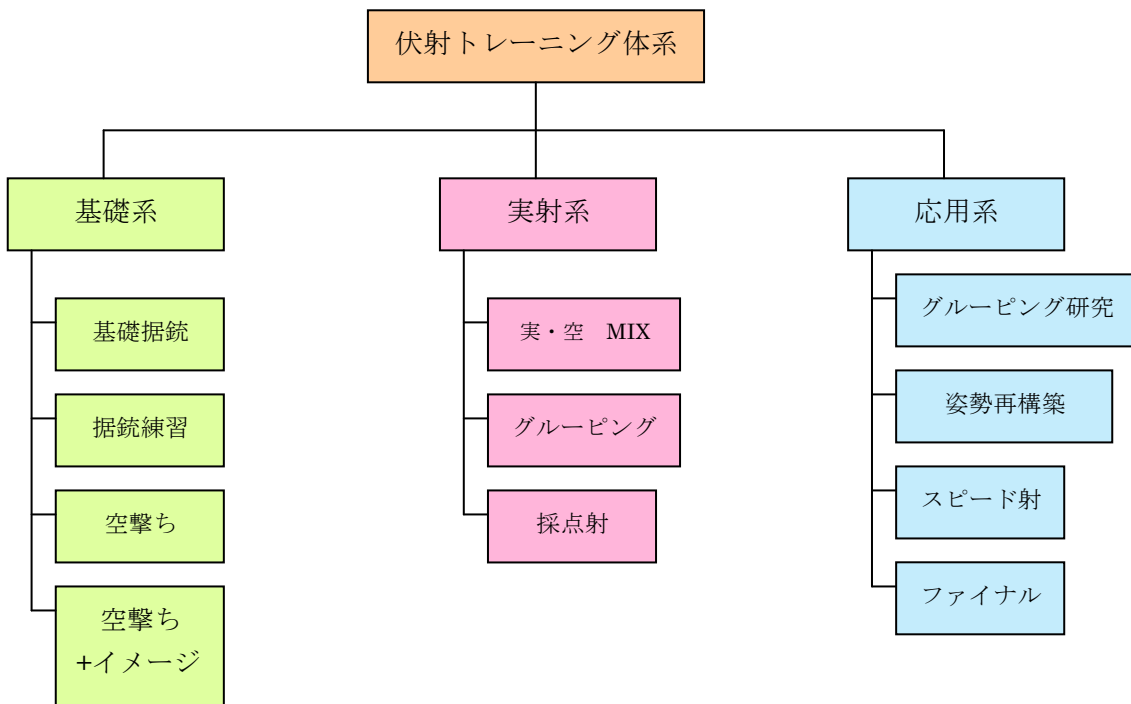 伏射トレーニング体系
基礎系
基礎据銃
据銃練習
空撃ち
空撃ち
+イメージ
実射系
実・空　MIX
グルーピング
採点射
応用系
グルーピング研究
姿勢再構築
スピード射
ファイナル